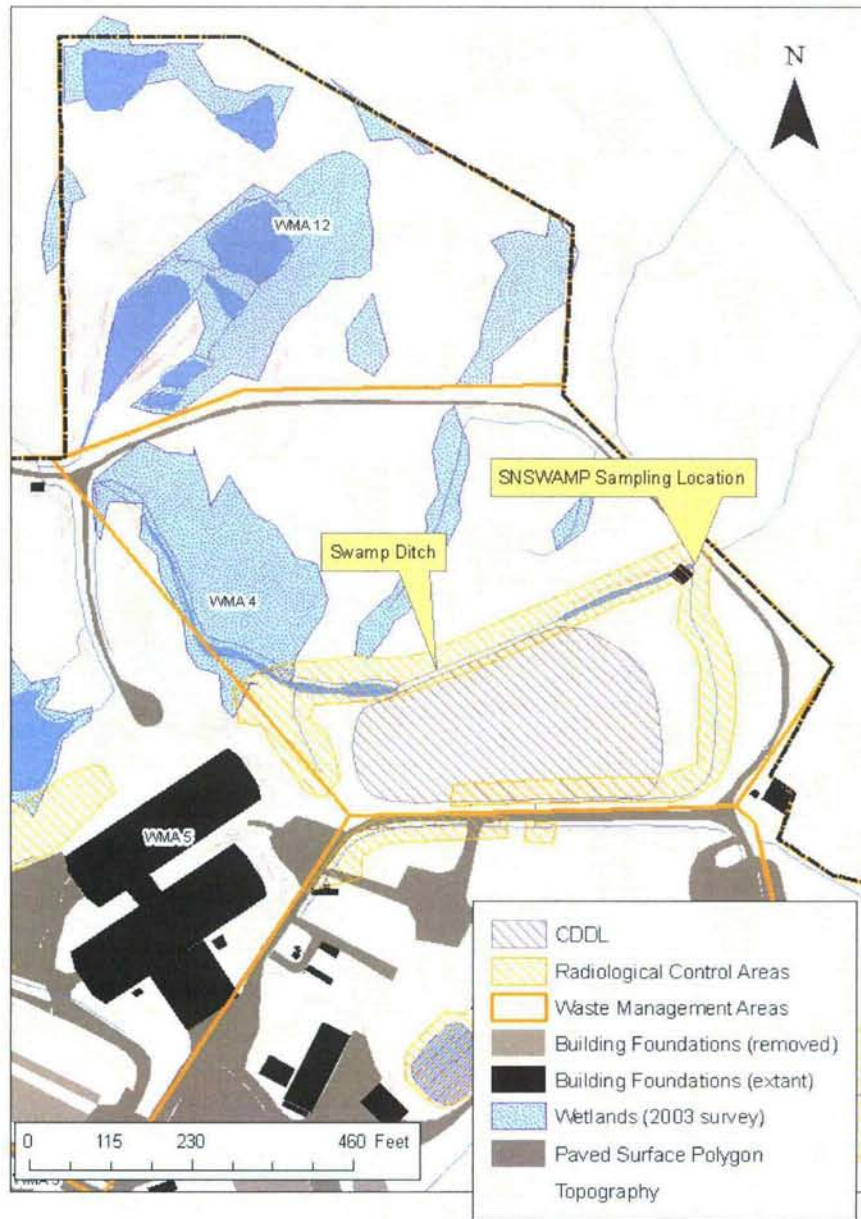 N
WMA 12
SNSWAMP Sampling Location
Swamp Ditch
WMA 4
WMA 5
CDDL
Radiological Control Areas
Waste Management Areas
Building Foundations (removed)
Building Foundations (extant)
Wetlands (2003 survey)
Paved Surface Polygon
Topography
0 115 230 460 Feet